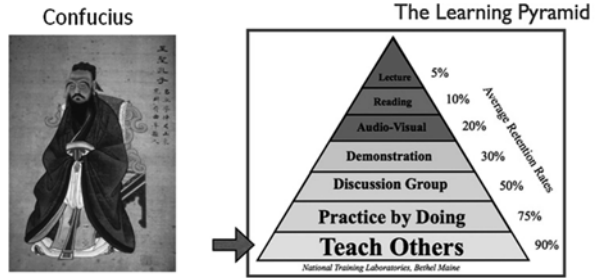 Confucius
The Learning Pyramid
Lecture 5%
Reading 10%
Audio-Visual 20%
Demonstration 30%
Discussion Group 50%
Practice by Doing 75%
Teach Others 90%
Average Retention Rates
National Training Laboratories, Bethel Maine